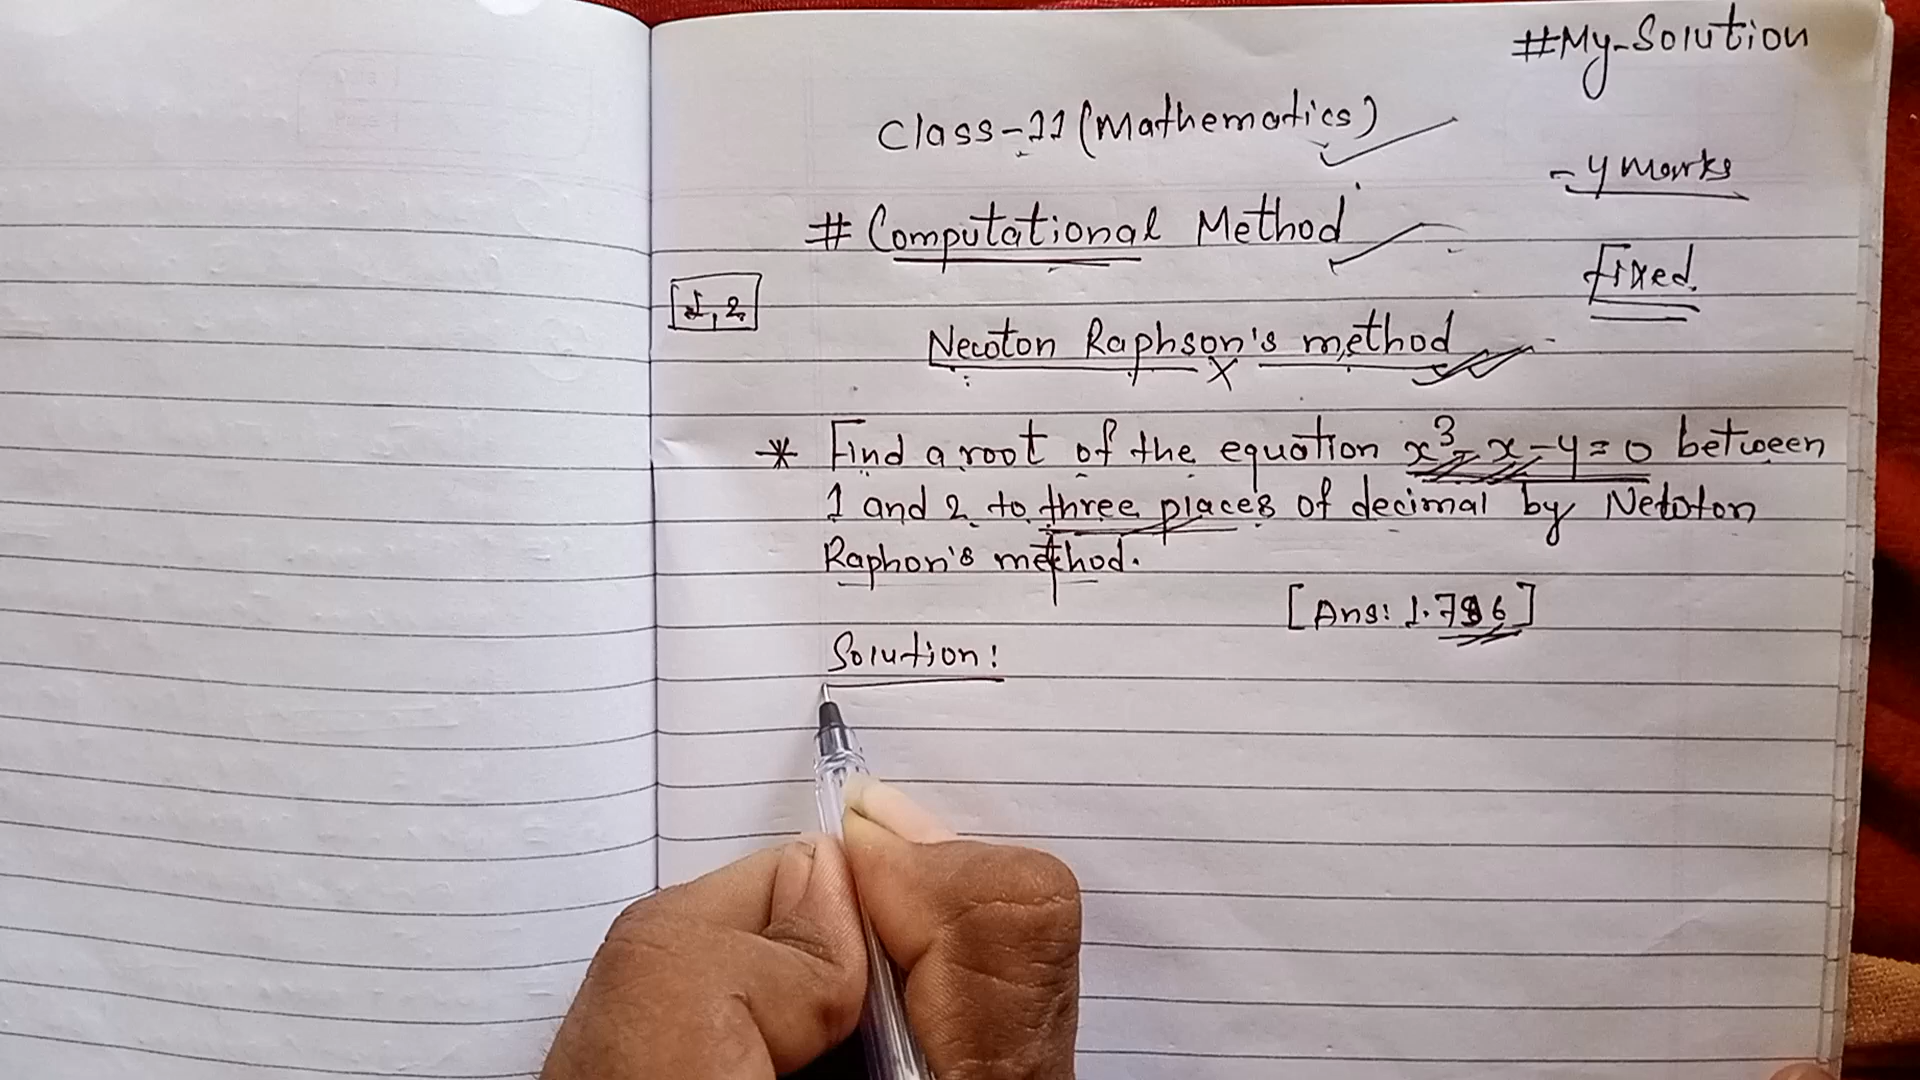 #My-Solution
Class-11 (Mathematics)
- 4 marks
# Computational Method
fixed.
[1, 2]
Newton Raphson's method
* Find a root of the equation x³ - x - 4 = 0 between
1 and 2 to three places of decimal by Newton
Raphon's method.
[Ans: 1.796]
Solution: